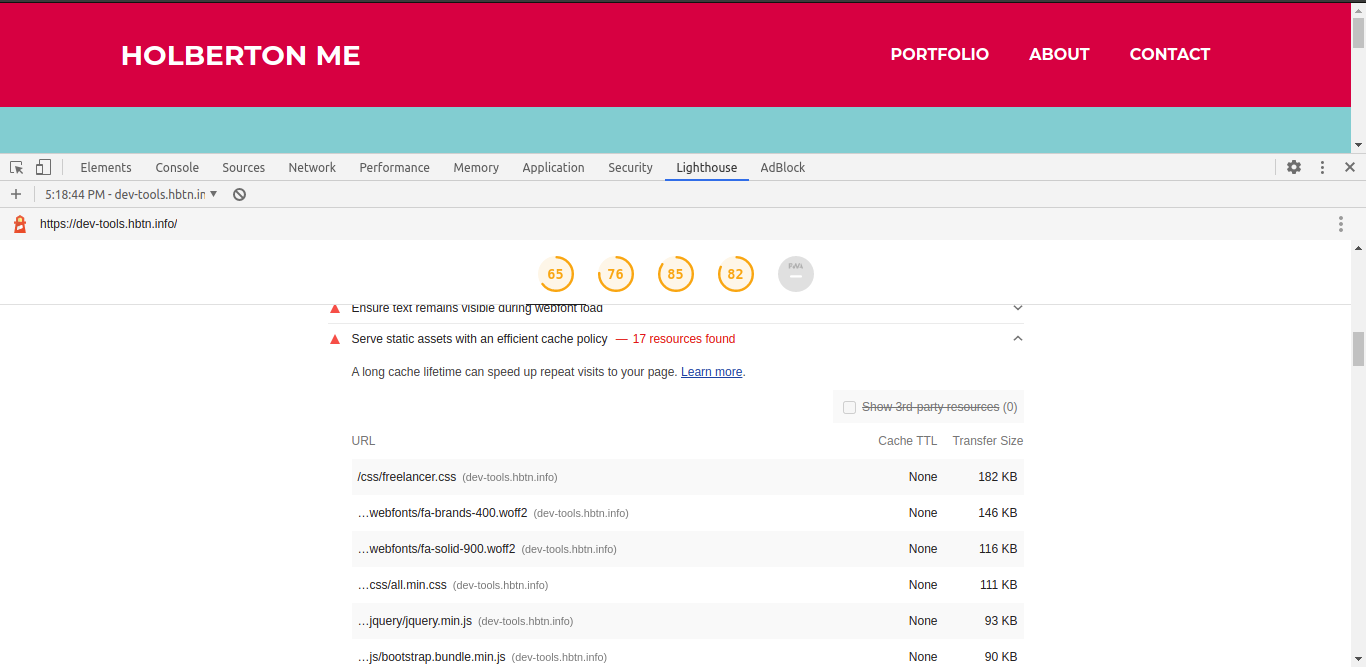 HOLBERTON ME
PORTFOLIO ABOUT CONTACT
Elements Console Sources Network Performance Memory Application Security Lighthouse AdBlock
5:18:44 PM - dev-tools.hbtn.in
https://dev-tools.hbtn.info/
65 76 85 82
Ensure text remains visible during webfont load
Serve static assets with an efficient cache policy — 17 resources found
A long cache lifetime can speed up repeat visits to your page. Learn more.
Show 3rd-party resources (0)
URL Cache TTL Transfer Size
/css/freelancer.css (dev-tools.hbtn.info) None 182 KB
…webfonts/fa-brands-400.woff2 (dev-tools.hbtn.info) None 146 KB
…webfonts/fa-solid-900.woff2 (dev-tools.hbtn.info) None 116 KB
…css/all.min.css (dev-tools.hbtn.info) None 111 KB
…jquery/jquery.min.js (dev-tools.hbtn.info) None 93 KB
…js/bootstrap.bundle.min.js (dev-tools.hbtn.info) None 90 KB